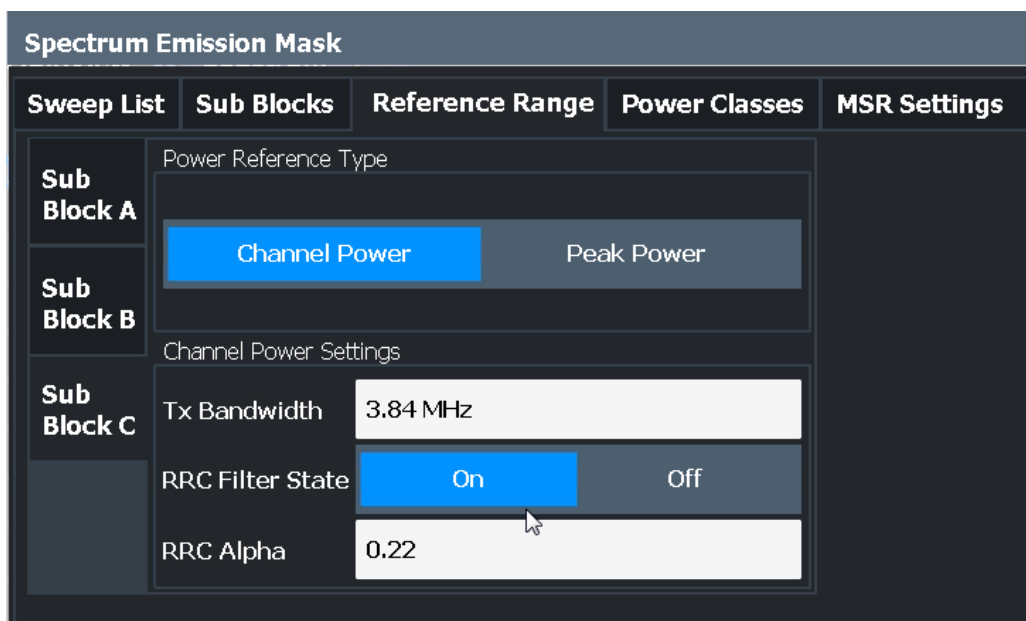 Spectrum Emission Mask
Sweep List Sub Blocks Reference Range Power Classes MSR Settings
Sub
Block A
Sub
Block B
Sub
Block C
Power Reference Type
Channel Power Peak Power
Channel Power Settings
Tx Bandwidth 3.84 MHz
RRC Filter State On Off
RRC Alpha 0.22